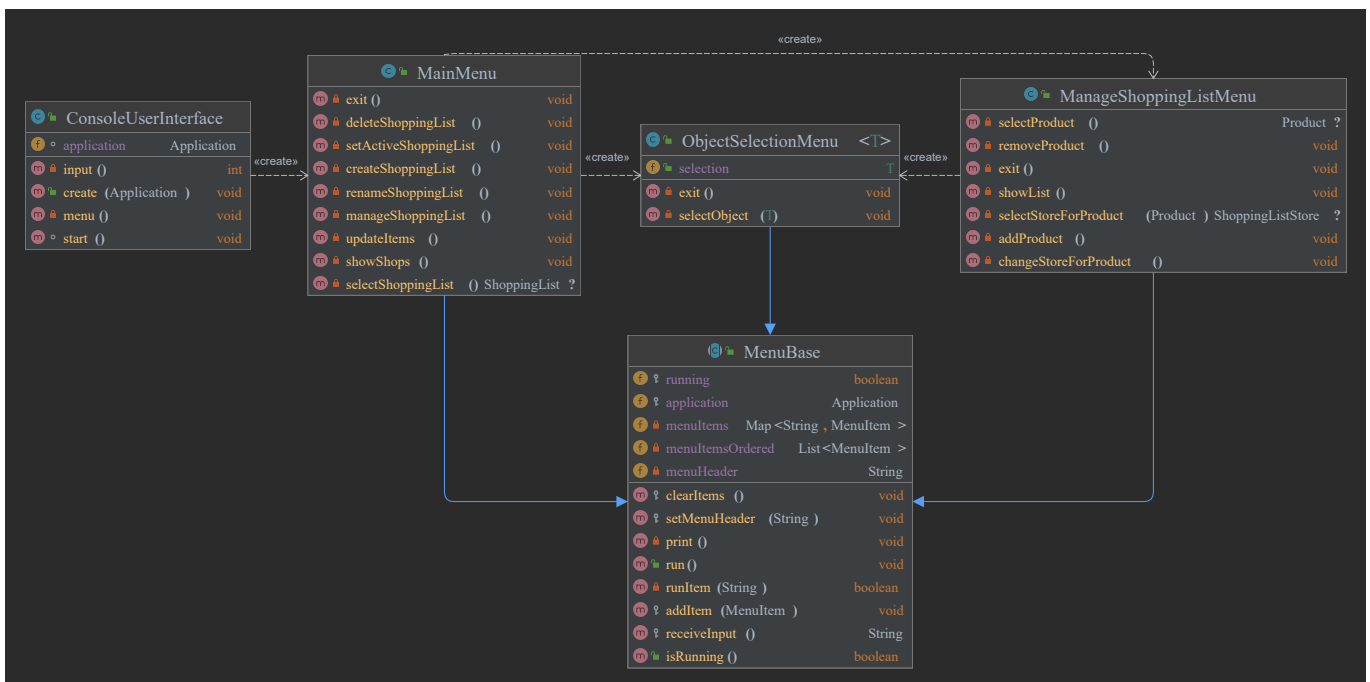 «create»
MainMenu
exit () void
deleteShoppingList () void
setActiveShoppingList () void
createShoppingList () void
renameShoppingList () void
manageShoppingList () void
updateItems () void
showShops () void
selectShoppingList () ShoppingList ?
ManageShoppingListMenu
selectProduct () Product ?
removeProduct () void
exit () void
showList () void
selectStoreForProduct (Product ) ShoppingListStore ?
addProduct () void
changeStoreForProduct () void
ConsoleUserInterface
application Application
input () int
create (Application ) void
menu () void
start () void
«create»
«create»
«create»
ObjectSelectionMenu <T>
selection T
exit () void
selectObject (T) void
MenuBase
running boolean
application Application
menuItems Map <String , MenuItem >
menuItemsOrdered List<MenuItem >
menuHeader String
clearItems () void
setMenuHeader (String ) void
print () void
run () void
runItem (String ) boolean
addItem (MenuItem ) void
receiveInput () String
isRunning () boolean